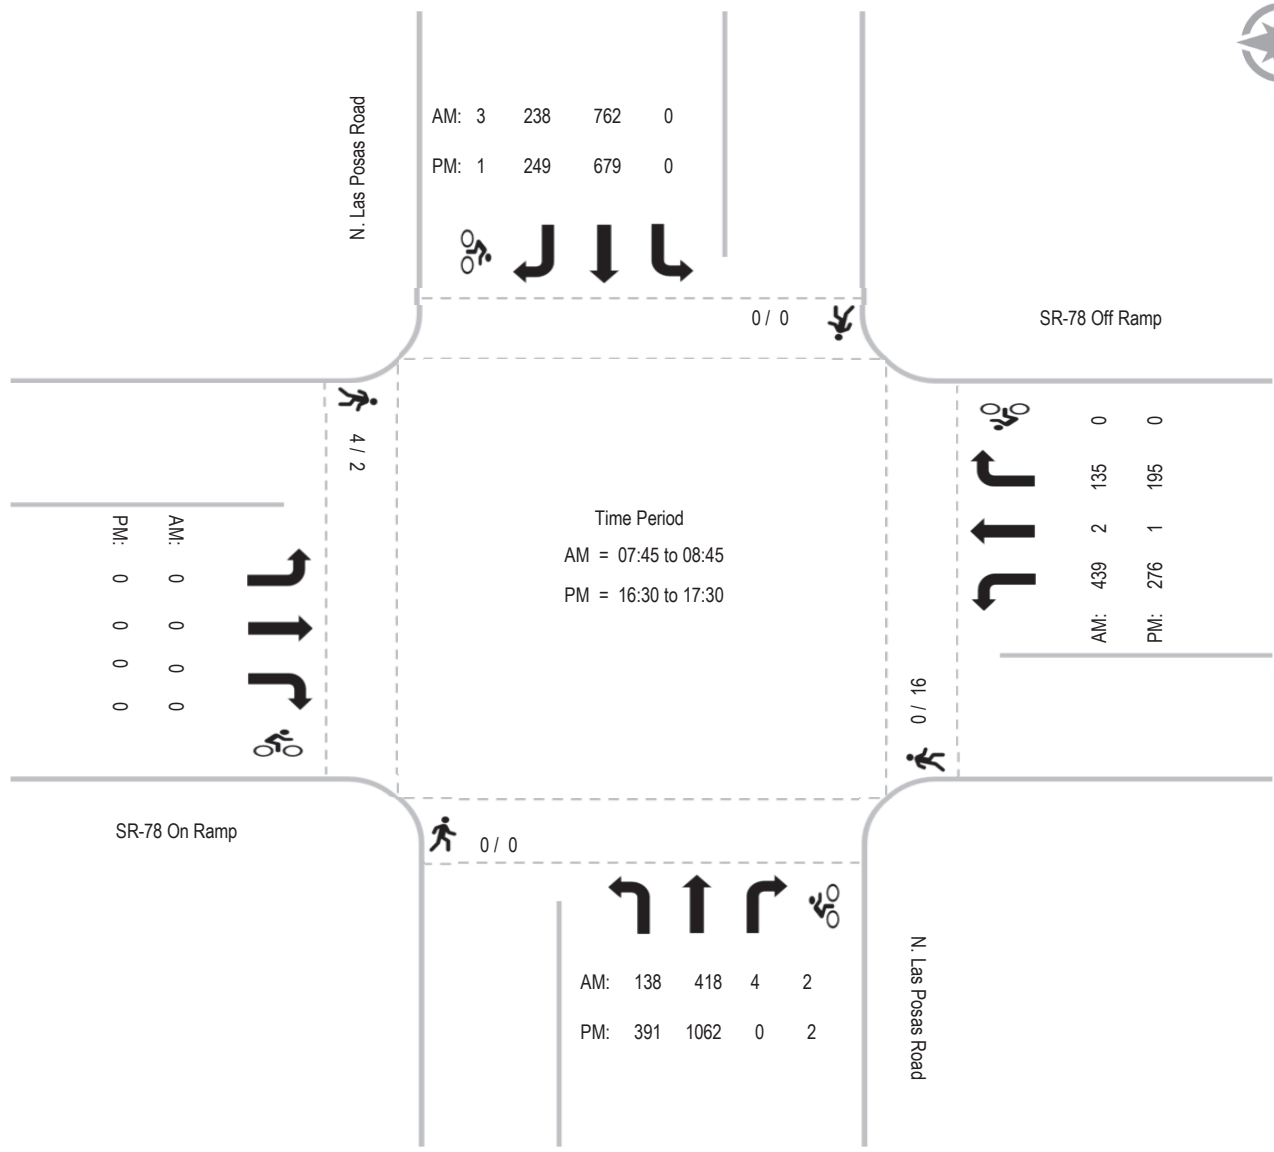 N. Las Posas Road
AM: 3 238 762 0
PM: 1 249 679 0
0 / 0
SR-78 Off Ramp
4 / 2
AM: 0 0 0 0
PM: 0 0 0 0
Time Period
AM = 07:45 to 08:45
PM = 16:30 to 17:30
AM: 439 2 135 0
PM: 276 1 195 0
0 / 16
SR-78 On Ramp
0 / 0
AM: 138 418 4 2
PM: 391 1062 0 2
N. Las Posas Road